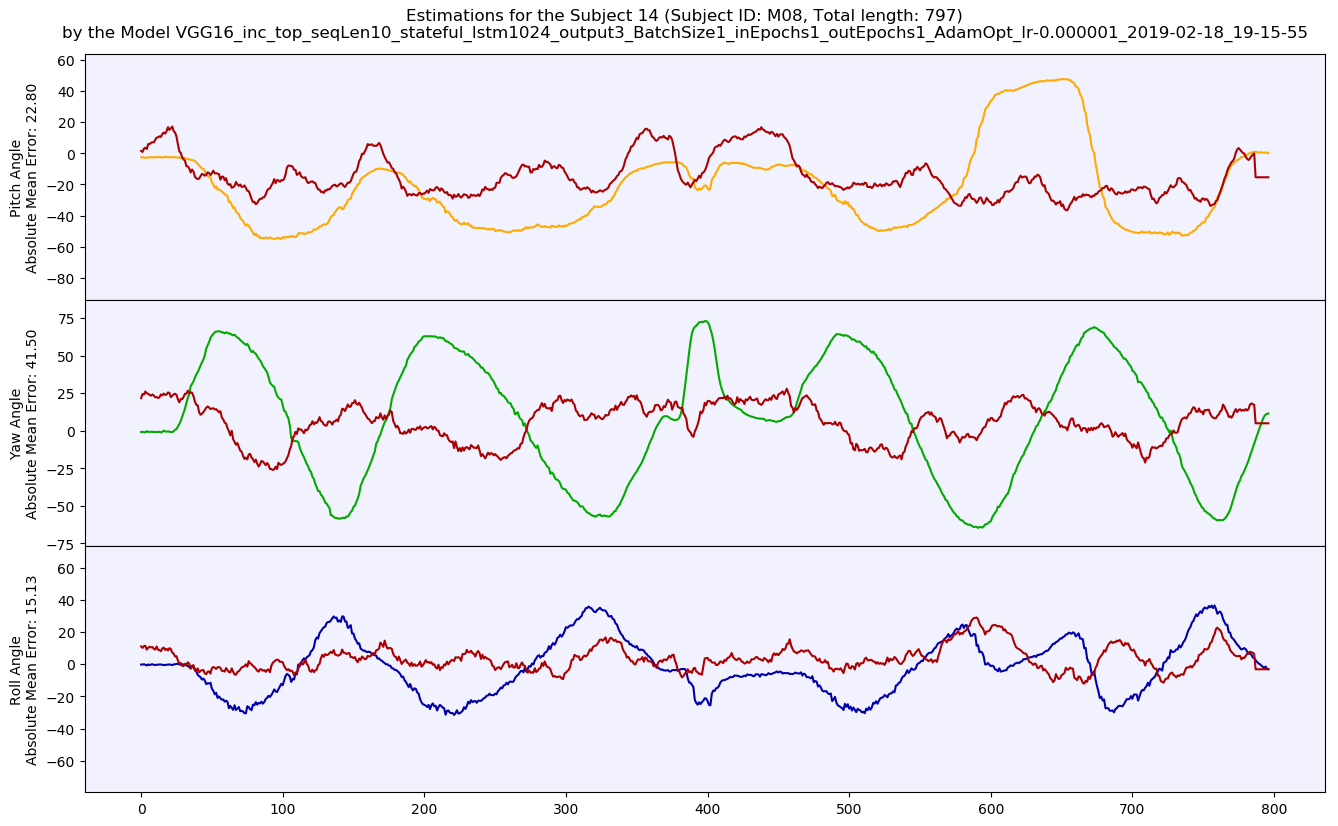 Estimations for the Subject 14 (Subject ID: M08, Total length: 797)
by the Model VGG16_inc_top_seqLen10_stateful_lstm1024_output3_BatchSize1_inEpochs1_outEpochs1_AdamOpt_lr-0.000001_2019-02-18_19-15-55
Pitch Angle
Absolute Mean Error: 22.80
60
40
20
0
−20
−40
−60
−80
Yaw Angle
Absolute Mean Error: 41.50
75
50
25
0
−25
−50
−75
Roll Angle
Absolute Mean Error: 15.13
60
40
20
0
−20
−40
−60
0 100 200 300 400 500 600 700 800